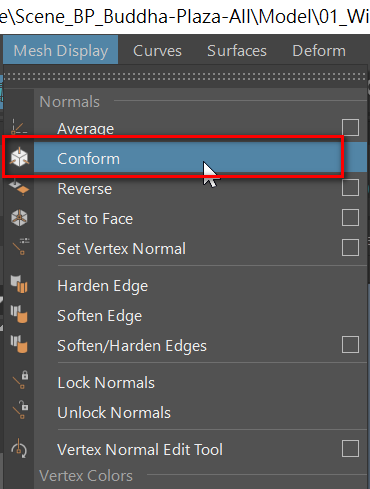 e\Scene_BP_Buddha-Plaza-All\Model\01_Wi
Mesh Display Curves Surfaces Deform
Normals
Average
Conform
Reverse
Set to Face
Set Vertex Normal
Harden Edge
Soften Edge
Soften/Harden Edges
Lock Normals
Unlock Normals
Vertex Normal Edit Tool
Vertex Colors